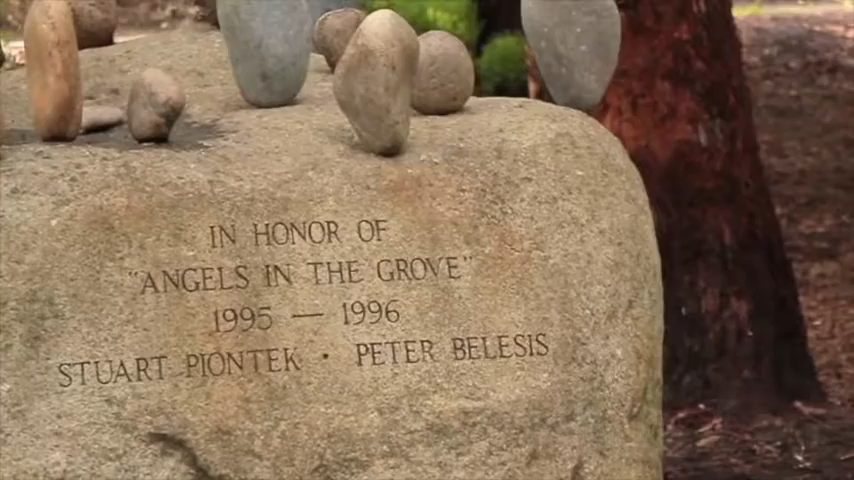 IN HONOR OF
"ANGELS IN THE GROVE"
1995 — 1996
STUART PIONTEK · PETER BELESIS